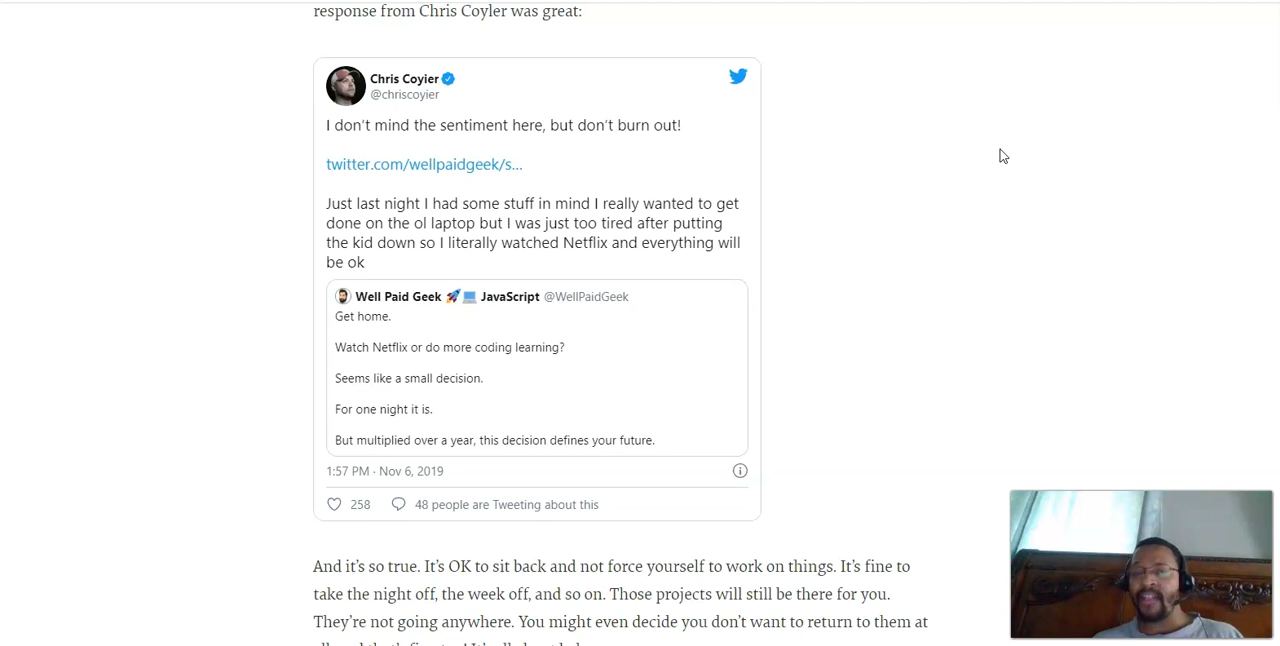 response from Chris Coyler was great:
Chris Coyier
@chriscoyier
I don't mind the sentiment here, but don't burn out!
twitter.com/wellpaidgeek/s...
Just last night I had some stuff in mind I really wanted to get
done on the ol laptop but I was just too tired after putting
the kid down so I literally watched Netflix and everything will
be ok
Well Paid Geek 🚀💻 JavaScript @WellPaidGeek
Get home.
Watch Netflix or do more coding learning?
Seems like a small decision.
For one night it is.
But multiplied over a year, this decision defines your future.
1:57 PM · Nov 6, 2019
258 48 people are Tweeting about this
And it's so true. It's OK to sit back and not force yourself to work on things. It's fine to
take the night off, the week off, and so on. Those projects will still be there for you.
They're not going anywhere. You might even decide you don't want to return to them at